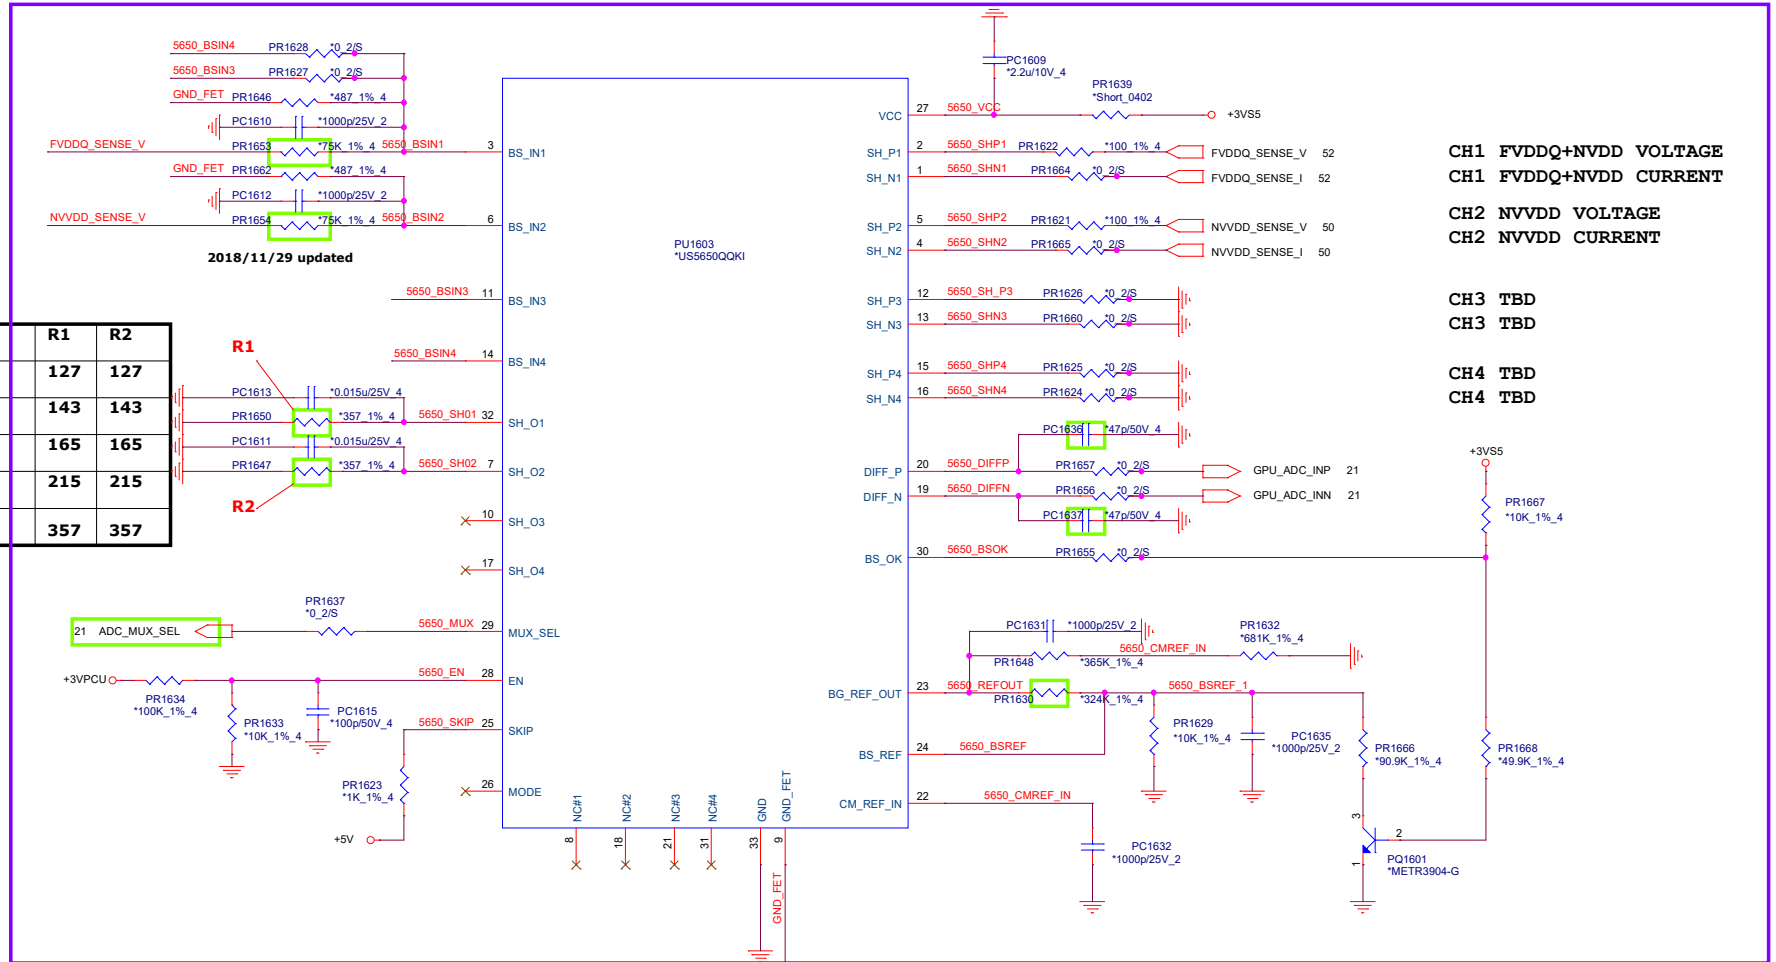 5650_BSIN4 PR1628 *0_2/S
5650_BSIN3 PR1627 *0_2/S
GND_FET PR1646 *487_1%_4
PC1610 *1000p/25V_2
FVDDQ_SENSE_V PR1653 *75K_1%_4 5650_BSIN1 3 BS_IN1
GND_FET PR1662 *487_1%_4
PC1612 *1000p/25V_2
NVVDD_SENSE_V PR1654 *75K_1%_4 5650_BSIN2 6 BS_IN2
2018/11/29 updated
5650_BSIN3 11 BS_IN3
5650_BSIN4 14 BS_IN4
R1 R2
127 127
143 143
165 165
215 215
357 357
R1
PC1613 *0.015u/25V_4
PR1650 *357_1%_4 5650_SH01 32 SH_O1
PC1611 *0.015u/25V_4
PR1647 *357_1%_4 5650_SH02 7 SH_O2
R2
10 SH_O3
17 SH_O4
PR1637
*0_2/S
21 ADC_MUX_SEL 5650_MUX 29 MUX_SEL
+3VPCU 5650_EN 28 EN
PR1634
*100K_1%_4
PR1633
*10K_1%_4
PC1615
*100p/50V_4
5650_SKIP 25 SKIP
PR1623
*1K_1%_4
+5V
26 MODE
PU1603
*US5650QQKI
NC#1 8
NC#2 18
NC#3 21
NC#4 31
GND 33
GND_FET 9
GND_FET
PC1609
*2.2u/10V_4
PR1639
*Short_0402
VCC 27 5650_VCC +3VS5
SH_P1 2 5650_SHP1 PR1622 *100_1%_4 FVDDQ_SENSE_V 52
SH_N1 1 5650_SHN1 PR1664 *0_2/S FVDDQ_SENSE_I 52
SH_P2 5 5650_SHP2 PR1621 *100_1%_4 NVVDD_SENSE_V 50
SH_N2 4 5650_SHN2 PR1665 *0_2/S NVVDD_SENSE_I 50
SH_P3 12 5650_SH_P3 PR1626 *0_2/S
SH_N3 13 5650_SHN3 PR1660 *0_2/S
SH_P4 15 5650_SHP4 PR1625 *0_2/S
SH_N4 16 5650_SHN4 PR1624 *0_2/S
CH1 FVDDQ+NVDD VOLTAGE
CH1 FVDDQ+NVDD CURRENT
CH2 NVVDD VOLTAGE
CH2 NVVDD CURRENT
CH3 TBD
CH3 TBD
CH4 TBD
CH4 TBD
PC1636 *47p/50V_4
DIFF_P 20 5650_DIFFP PR1657 *0_2/S GPU_ADC_INP 21
DIFF_N 19 5650_DIFFN PR1656 *0_2/S GPU_ADC_INN 21
PC1637 *47p/50V_4
BS_OK 30 5650_BSOK PR1655 *0_2/S
+3VS5
PR1667
*10K_1%_4
PC1631 *1000p/25V_2
PR1632
*681K_1%_4
5650_CMREF_IN
PR1648 *365K_1%_4
BG_REF_OUT 23 5650_REFOUT 5650_BSREF_1
PR1630 *324K_1%_4
PR1629
*10K_1%_4
PC1635
*1000p/25V_2
PR1666
*90.9K_1%_4
PR1668
*49.9K_1%_4
BS_REF 24 5650_BSREF
CM_REF_IN 22 5650_CMREF_IN
PC1632
*1000p/25V_2
3
2
1
PQ1601
*METR3904-G